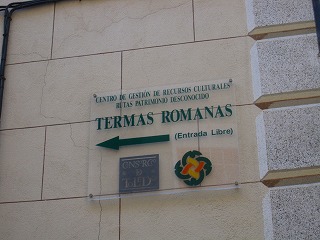 CENTRO DE GESTIÓN DE RECURSOS CULTURALES
RUTAS PATRIMONIO DESCONOCIDO
TERMAS ROMANAS
(Entrada Libre)